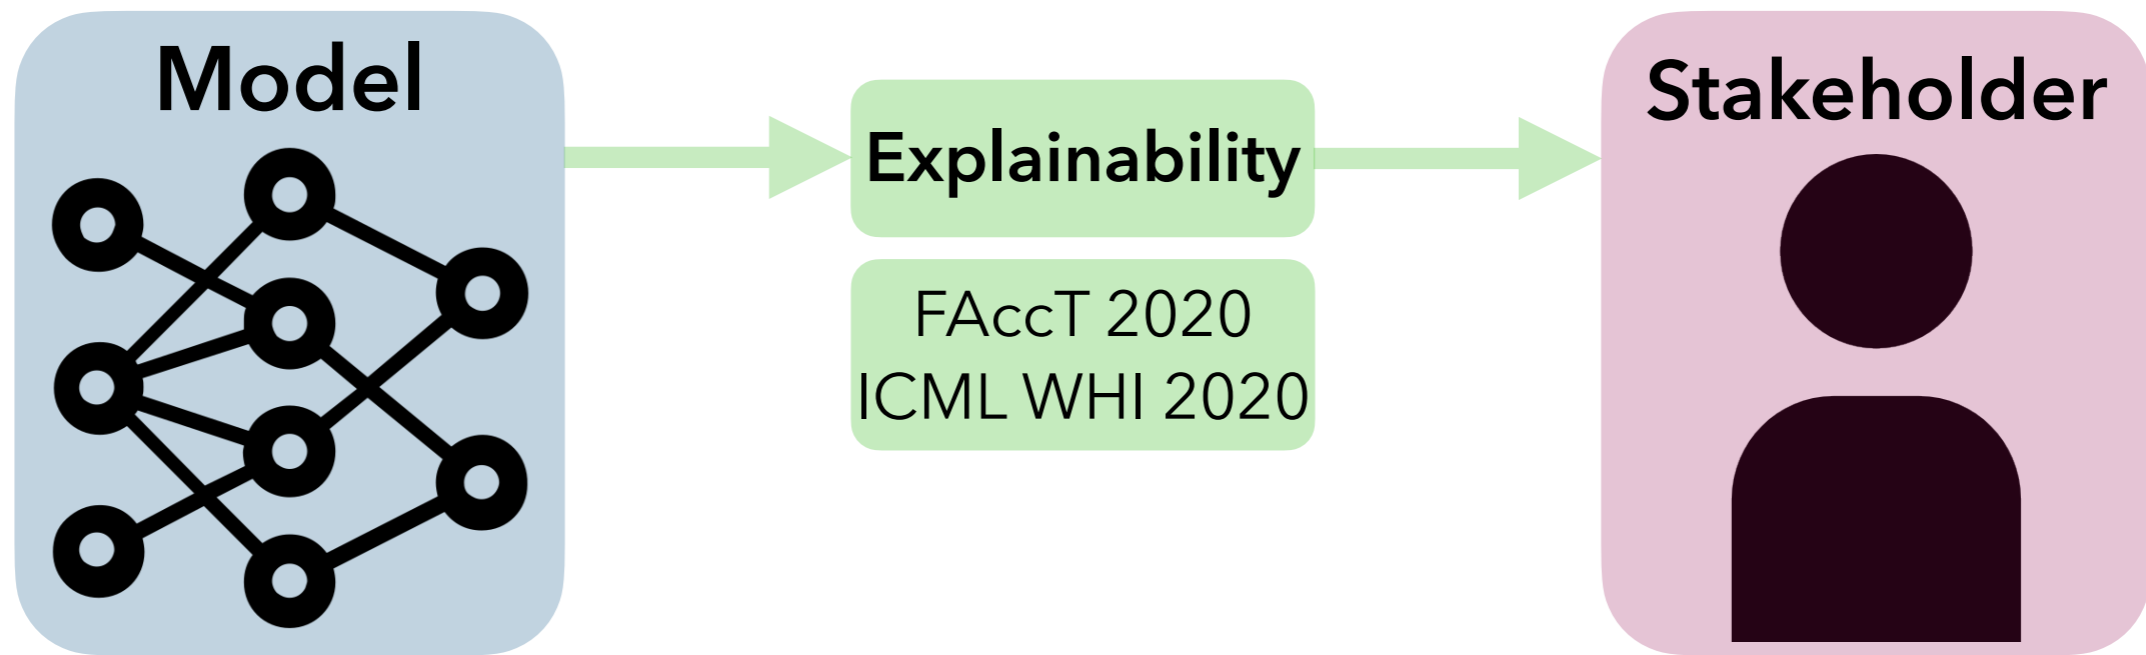 Model
Explainability
FAccT 2020
ICML WHI 2020
Stakeholder